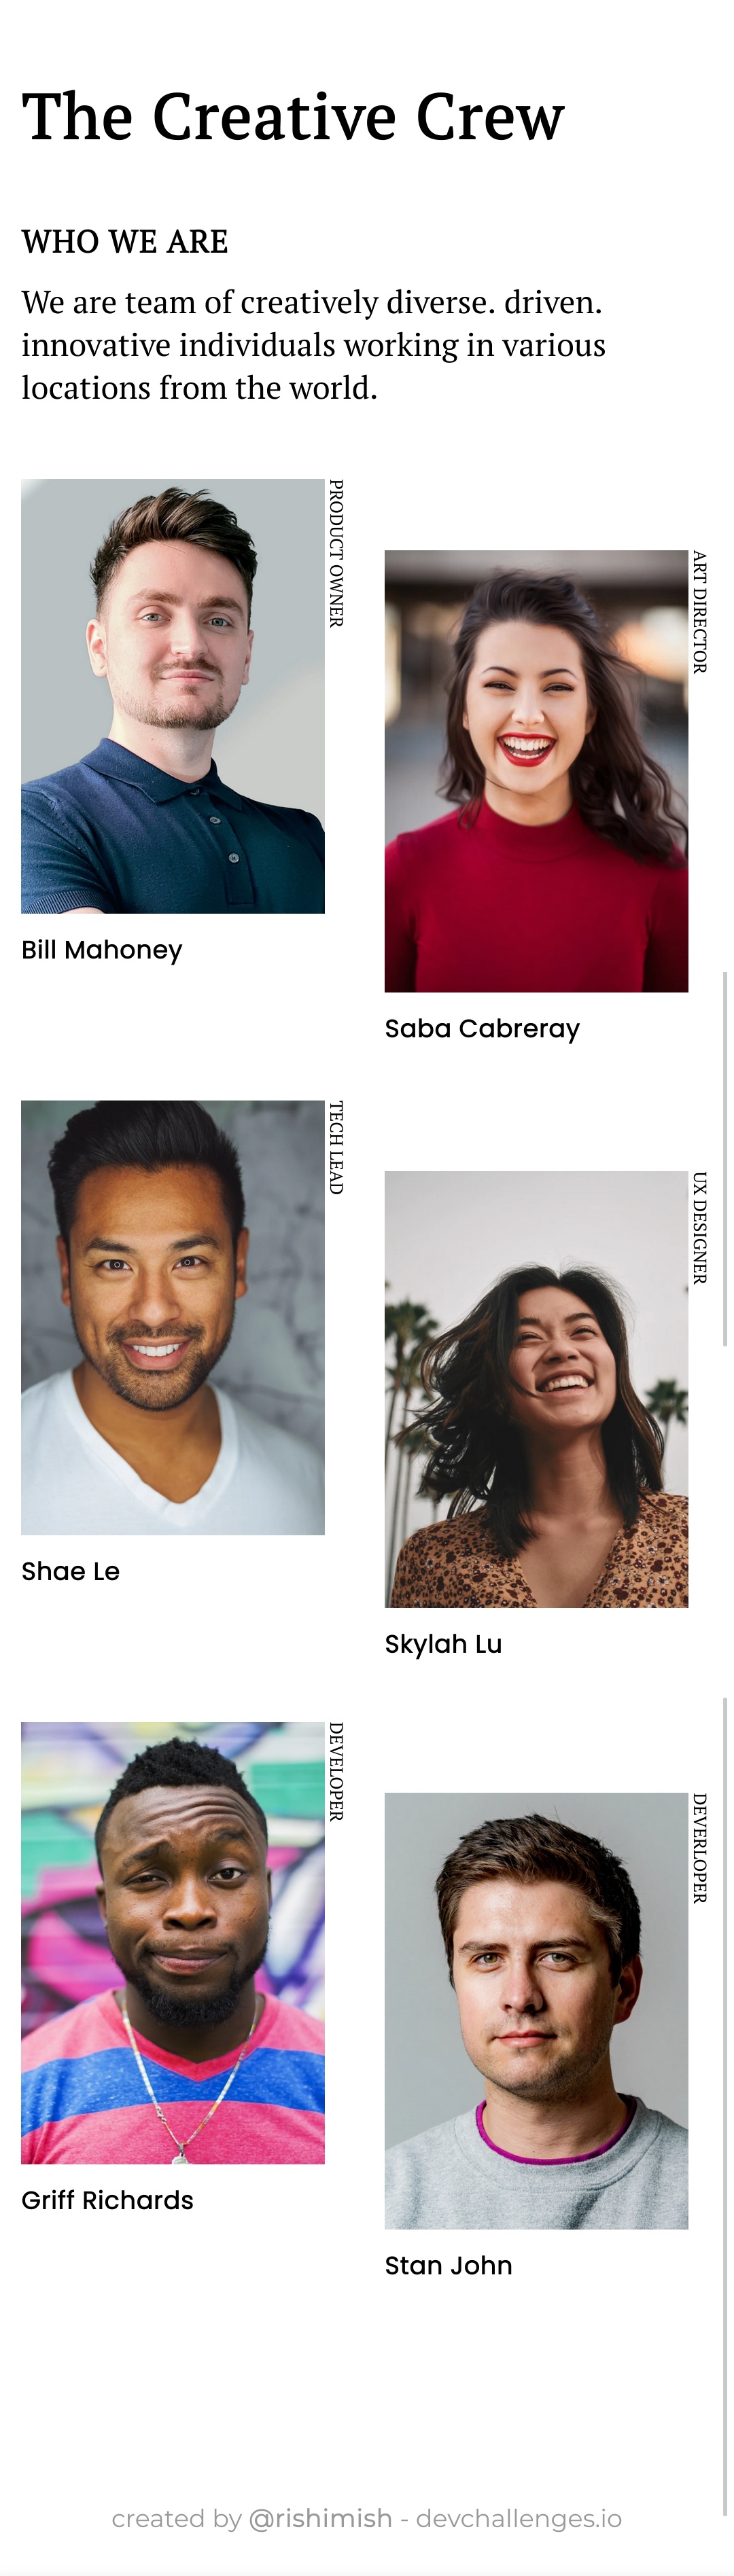 The Creative Crew
WHO WE ARE
We are team of creatively diverse. driven.
innovative individuals working in various
locations from the world.
PRODUCT OWNER
Bill Mahoney
ART DIRECTOR
Saba Cabreray
TECH LEAD
Shae Le
UX DESIGNER
Skylah Lu
DEVELOPER
Griff Richards
DEVERLOPER
Stan John
created by @rishimish - devchallenges.io